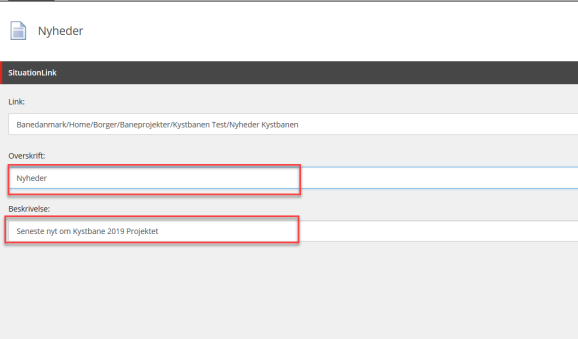 Nyheder
SituationLink
Link:
Banedanmark/Home/Borger/Baneprojekter/Kystbanen Test/Nyheder Kystbanen
Overskrift:
Nyheder
Beskrivelse:
Seneste nyt om Kystbane 2019 Projektet